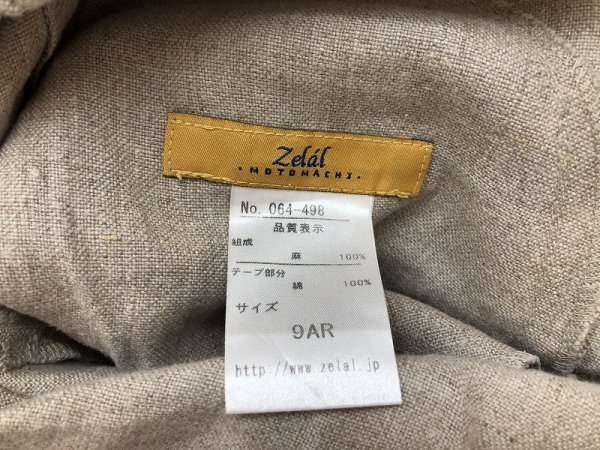 Zelál
・MOTOMACHI・
No. 064-498
品質表示
組成
麻 100%
テープ部分
綿 100%
サイズ
9AR
http://www.zelal.jp